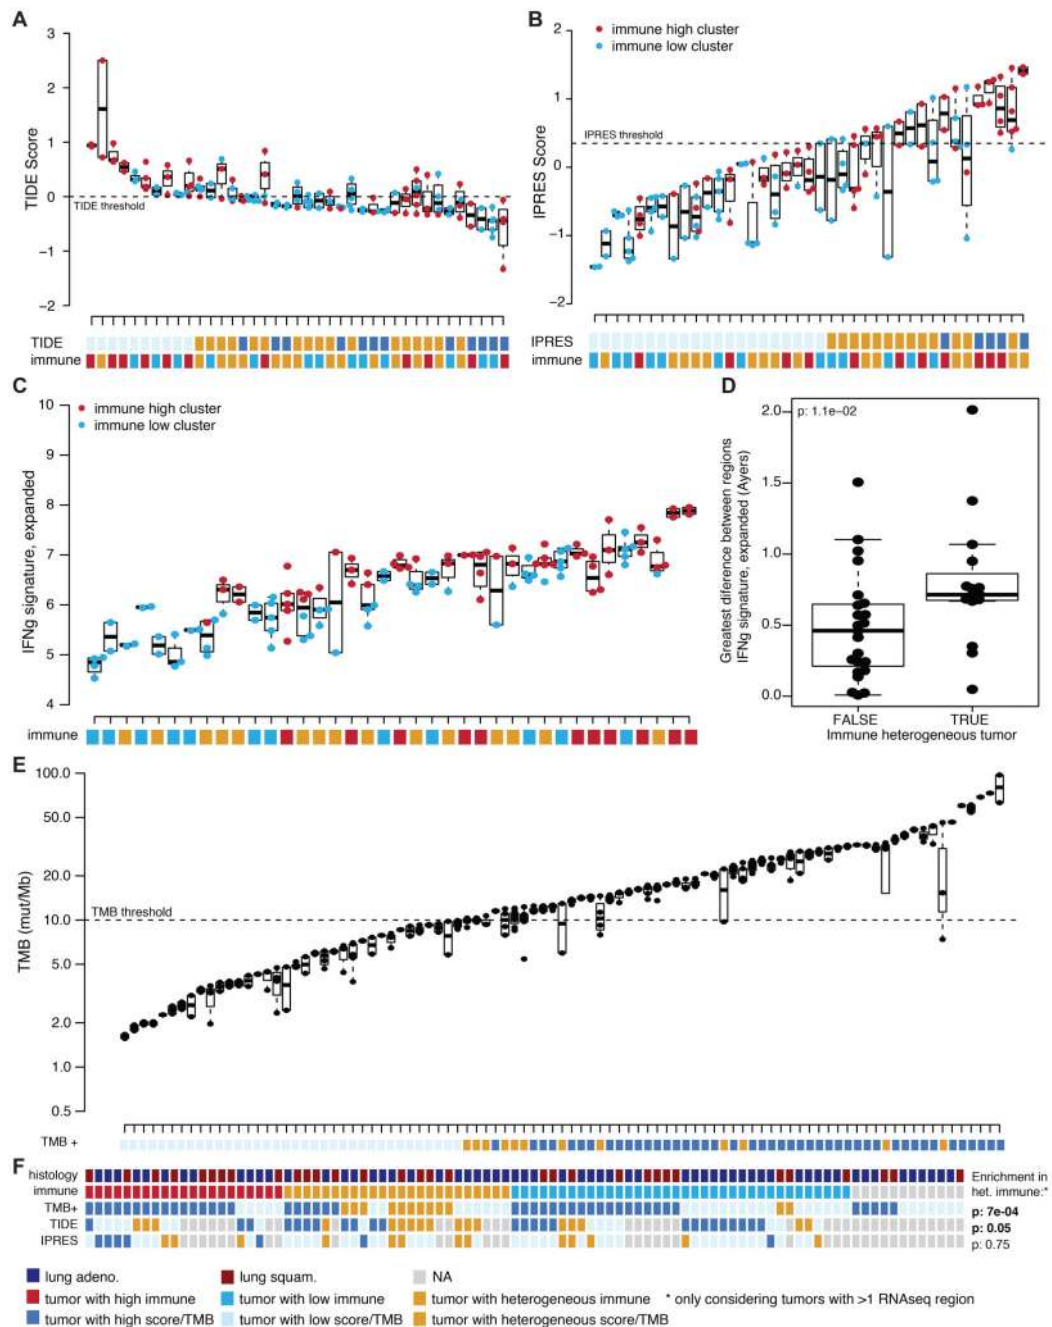 A
TIDE Score
3
2
1
0
−1
−2
TIDE threshold
TIDE
immune
B
IPRES Score
2
1
0
−1
−2
immune high cluster
immune low cluster
IPRES threshold
IPRES
immune
C
IFNg signature, expanded
10
9
8
7
6
5
4
immune high cluster
immune low cluster
immune
D
p: 1.1e−02
Greatest diference between regions
IFNg signature, expanded (Ayers)
2.0
1.5
1.0
0.5
0.0
FALSE TRUE
Immune heterogeneous tumor
E
TMB (mut/Mb)
100.0
50.0
20.0
10.0
5.0
2.0
1.0
0.5
TMB threshold
TMB +
F
histology
immune
TMB+
TIDE
IPRES
Enrichment in
het. immune:*
p: 7e-04
p: 0.05
p: 0.75
lung adeno. lung squam. NA
tumor with high immune tumor with low immune tumor with heterogeneous immune * only considering tumors with >1 RNAseq region
tumor with high score/TMB tumor with low score/TMB tumor with heterogeneous score/TMB